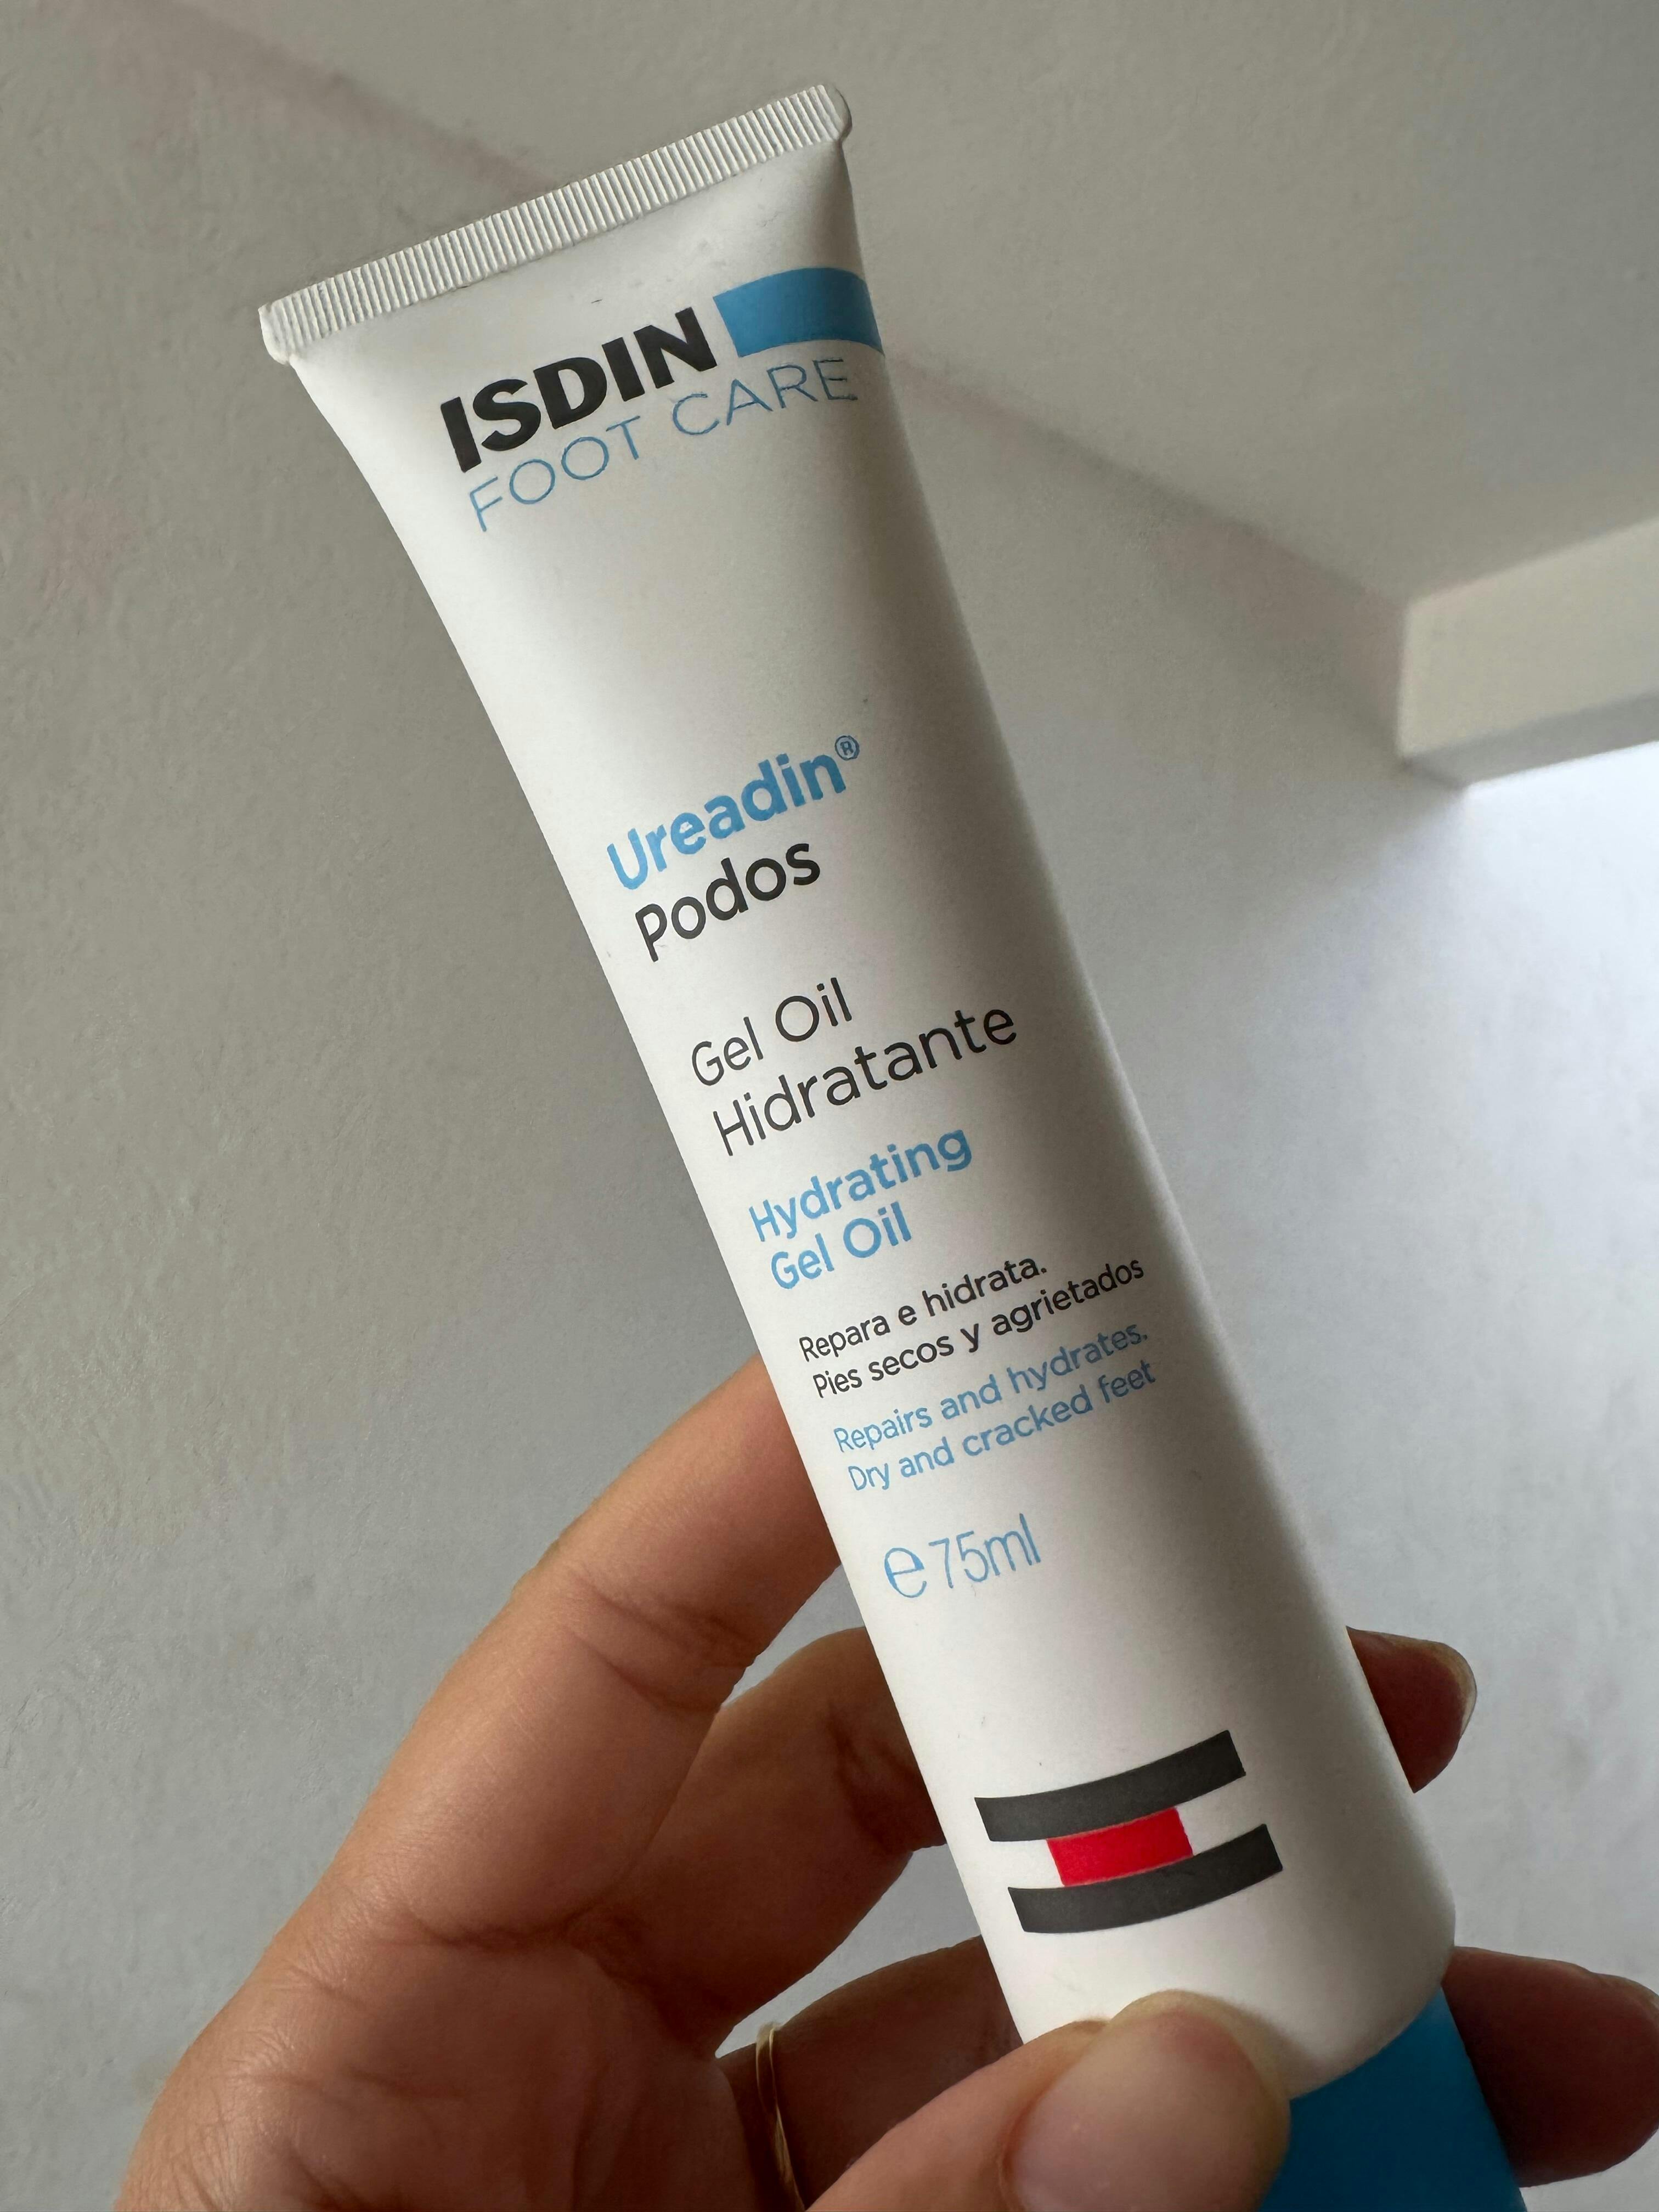 ISDIN
FOOT CARE
Ureadin®
Podos
Gel Oil
Hidratante
Hydrating
Gel Oil
Repara e hidrata.
Pies secos y agrietados
Repairs and hydrates.
Dry and cracked feet
℮75ml